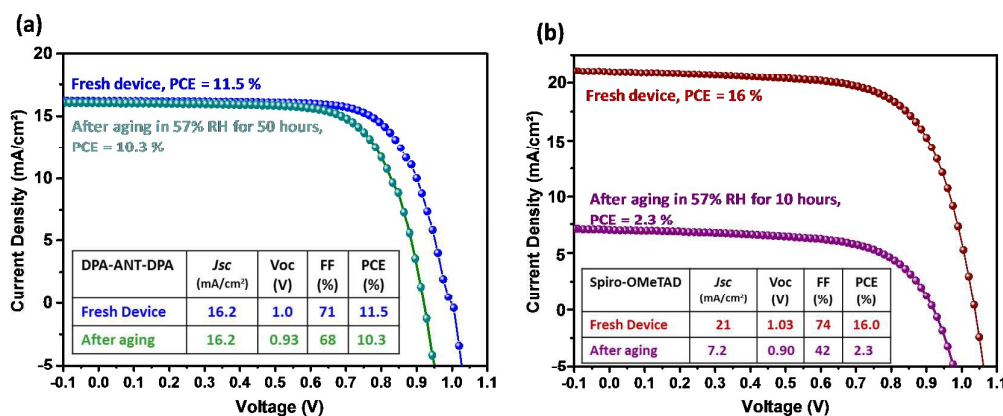 (a)
Current Density (mA/cm²)
20
15
10
5
0
-5
Fresh device, PCE = 11.5 %
After aging in 57% RH for 50 hours,
PCE = 10.3 %
DPA-ANT-DPA Jsc (mA/cm²) Voc (V) FF (%) PCE (%)
Fresh Device 16.2 1.0 71 11.5
After aging 16.2 0.93 68 10.3
-0.1 0.0 0.1 0.2 0.3 0.4 0.5 0.6 0.7 0.8 0.9 1.0 1.1
Voltage (V)
(b)
Current Density (mA/cm²)
20
15
10
5
0
-5
Fresh device, PCE = 16 %
After aging in 57% RH for 10 hours,
PCE = 2.3 %
Spiro-OMeTAD Jsc (mA/cm²) Voc (V) FF (%) PCE (%)
Fresh Device 21 1.03 74 16.0
After aging 7.2 0.90 42 2.3
-0.1 0.0 0.1 0.2 0.3 0.4 0.5 0.6 0.7 0.8 0.9 1.0 1.1
Voltage (V)